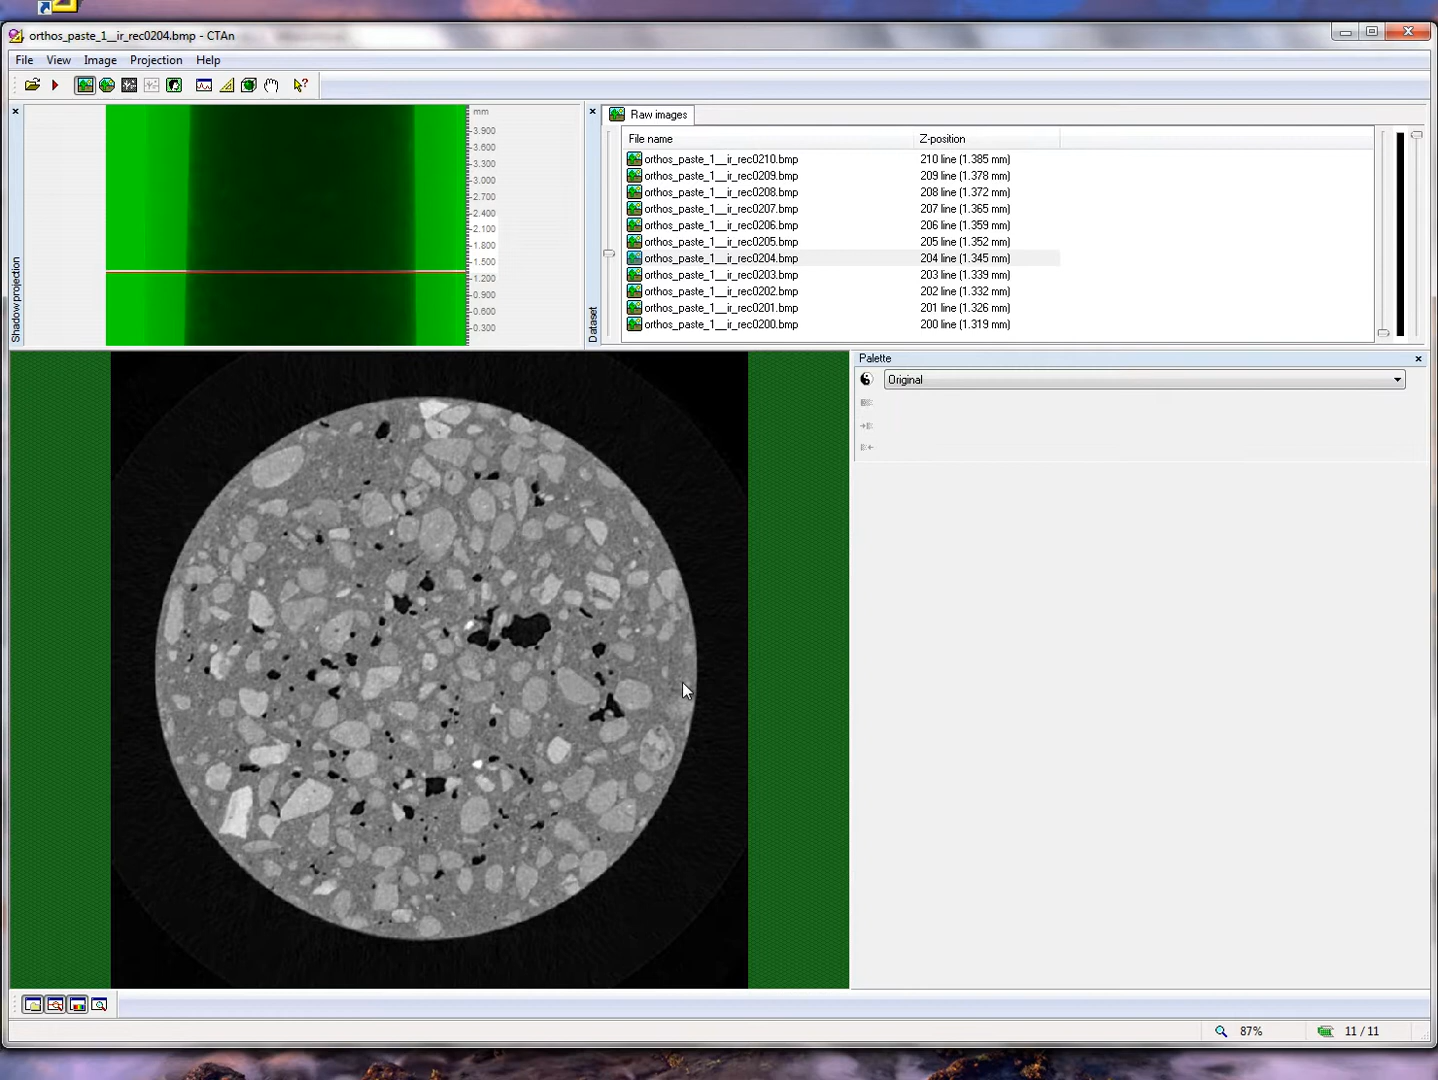 orthos_paste_1__ir_rec0204.bmp - CTAn
File View Image Projection Help
mm
3.900
3.600
3.300
3.000
2.700
2.400
2.100
1.800
1.500
1.200
0.900
0.600
0.300
Shadow projection
Dataset
Raw images
File name Z-position
orthos_paste_1__ir_rec0210.bmp 210 line (1.385 mm)
orthos_paste_1__ir_rec0209.bmp 209 line (1.378 mm)
orthos_paste_1__ir_rec0208.bmp 208 line (1.372 mm)
orthos_paste_1__ir_rec0207.bmp 207 line (1.365 mm)
orthos_paste_1__ir_rec0206.bmp 206 line (1.359 mm)
orthos_paste_1__ir_rec0205.bmp 205 line (1.352 mm)
orthos_paste_1__ir_rec0204.bmp 204 line (1.345 mm)
orthos_paste_1__ir_rec0203.bmp 203 line (1.339 mm)
orthos_paste_1__ir_rec0202.bmp 202 line (1.332 mm)
orthos_paste_1__ir_rec0201.bmp 201 line (1.326 mm)
orthos_paste_1__ir_rec0200.bmp 200 line (1.319 mm)
Palette
Original
87% 11 / 11